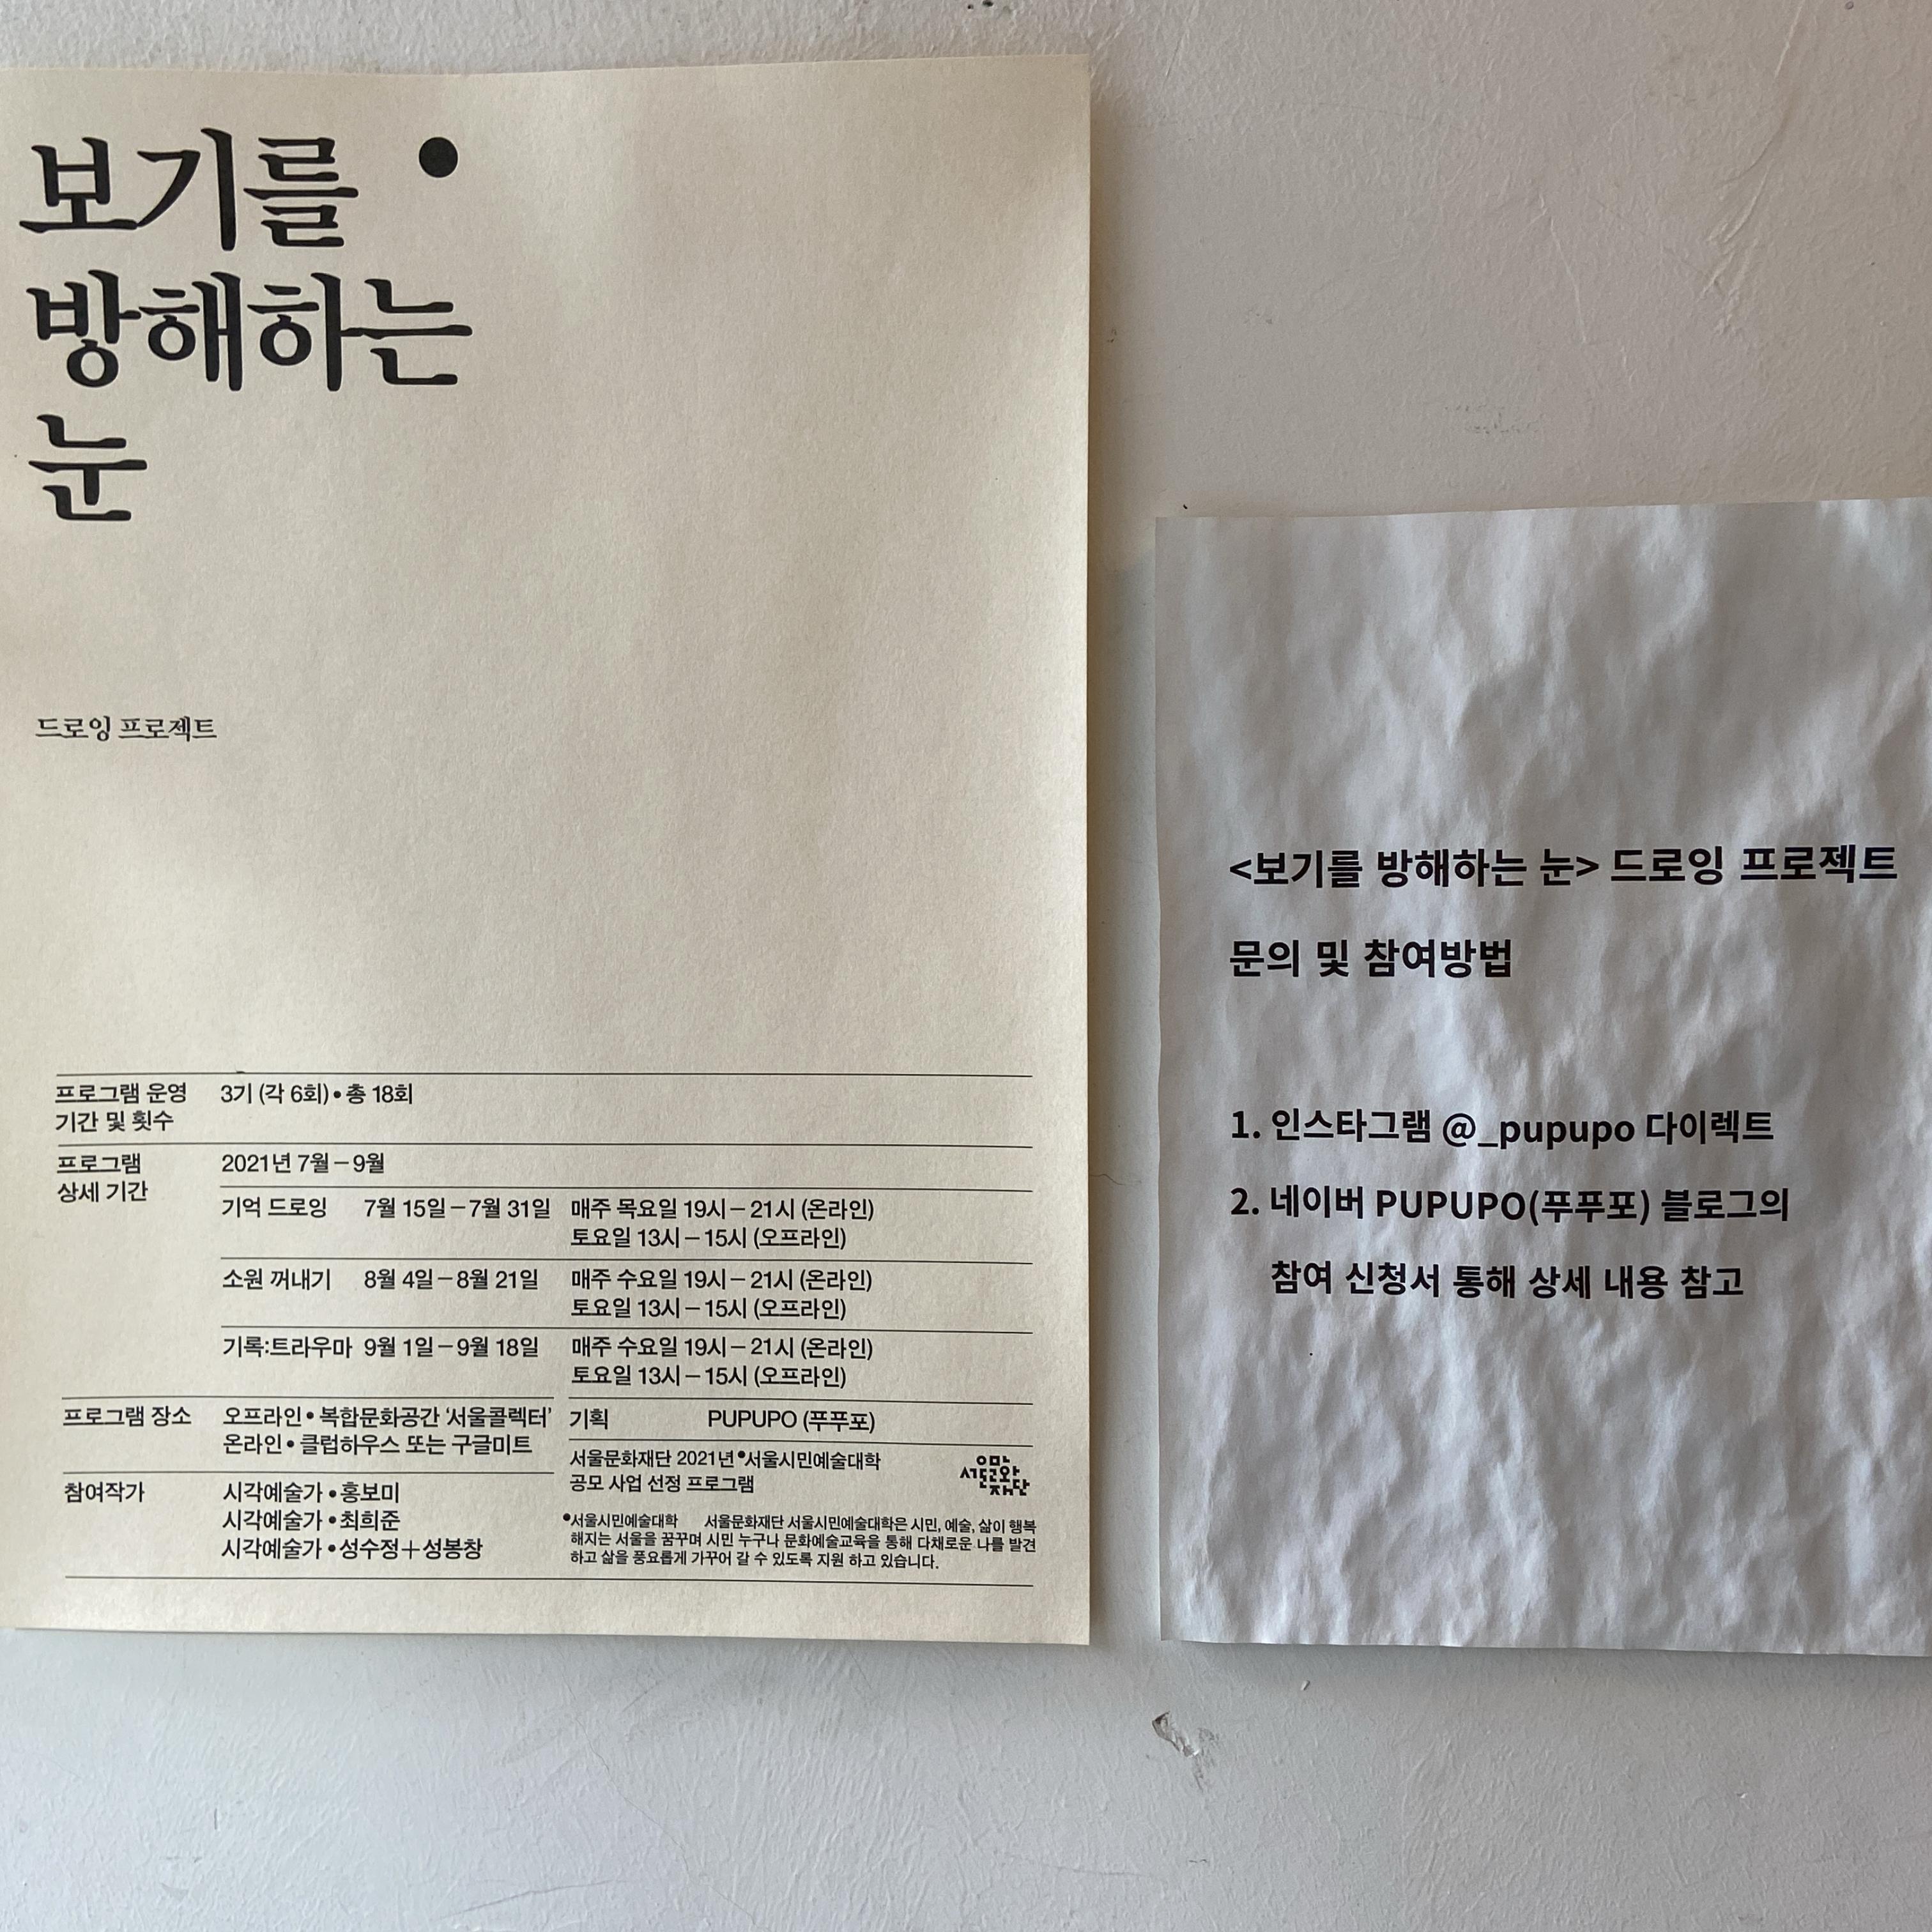 보기를 •
방해하는
눈
드로잉 프로젝트
프로그램 운영 3기 (각 6회) • 총 18회
기간 및 횟수
프로그램 2021년 7월 – 9월
상세 기간
기억 드로잉 7월 15일 – 7월 31일 매주 목요일 19시 – 21시 (온라인)
토요일 13시 – 15시 (오프라인)
소원 꺼내기 8월 4일 – 8월 21일 매주 수요일 19시 – 21시 (온라인)
토요일 13시 – 15시 (오프라인)
기록:트라우마 9월 1일 – 9월 18일 매주 수요일 19시 – 21시 (온라인)
토요일 13시 – 15시 (오프라인)
프로그램 장소 오프라인 • 복합문화공간 ‘서울콜렉터’
온라인 • 클럽하우스 또는 구글미트
참여작가 시각예술가 • 홍보미
시각예술가 • 최희준
시각예술가 • 성수정+성봉창
기획 PUPUPO (푸푸포)
서울문화재단 2021년 •서울시민예술대학
공모 사업 선정 프로그램
서울문화재단
•서울시민예술대학 서울문화재단 서울시민예술대학은 시민, 예술, 삶이 행복
해지는 서울을 꿈꾸며 시민 누구나 문화예술교육을 통해 다채로운 나를 발견
하고 삶을 풍요롭게 가꾸어 갈 수 있도록 지원 하고 있습니다.
<보기를 방해하는 눈> 드로잉 프로젝트
문의 및 참여방법
1. 인스타그램 @_pupupo 다이렉트
2. 네이버 PUPUPO(푸푸포) 블로그의
참여 신청서 통해 상세 내용 참고